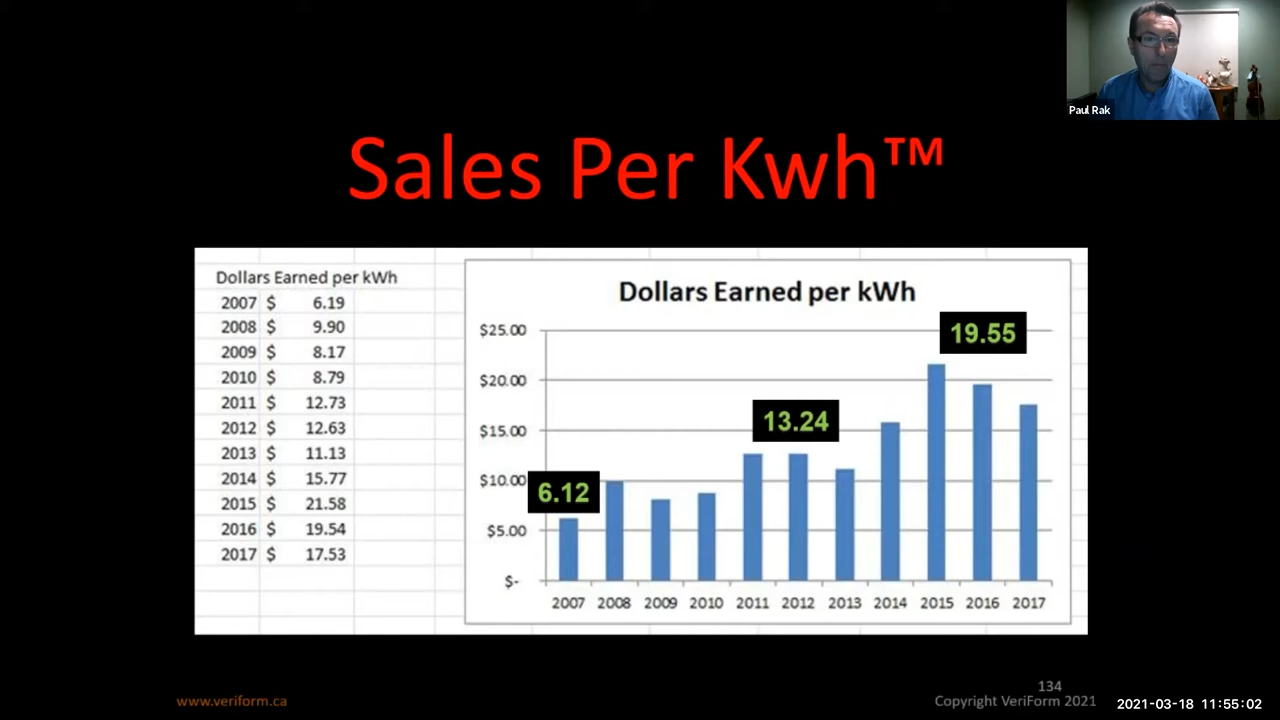 Paul Rak
Sales Per Kwh™
Dollars Earned per kWh
2007 $ 6.19
2008 $ 9.90
2009 $ 8.17
2010 $ 8.79
2011 $ 12.73
2012 $ 12.63
2013 $ 11.13
2014 $ 15.77
2015 $ 21.58
2016 $ 19.54
2017 $ 17.53
Dollars Earned per kWh
$25.00
$20.00
$15.00
$10.00
$5.00
$-
6.12
13.24
19.55
2007 2008 2009 2010 2011 2012 2013 2014 2015 2016 2017
134
www.veriform.ca
Copyright VeriForm 2021
2021-03-18 11:55:02